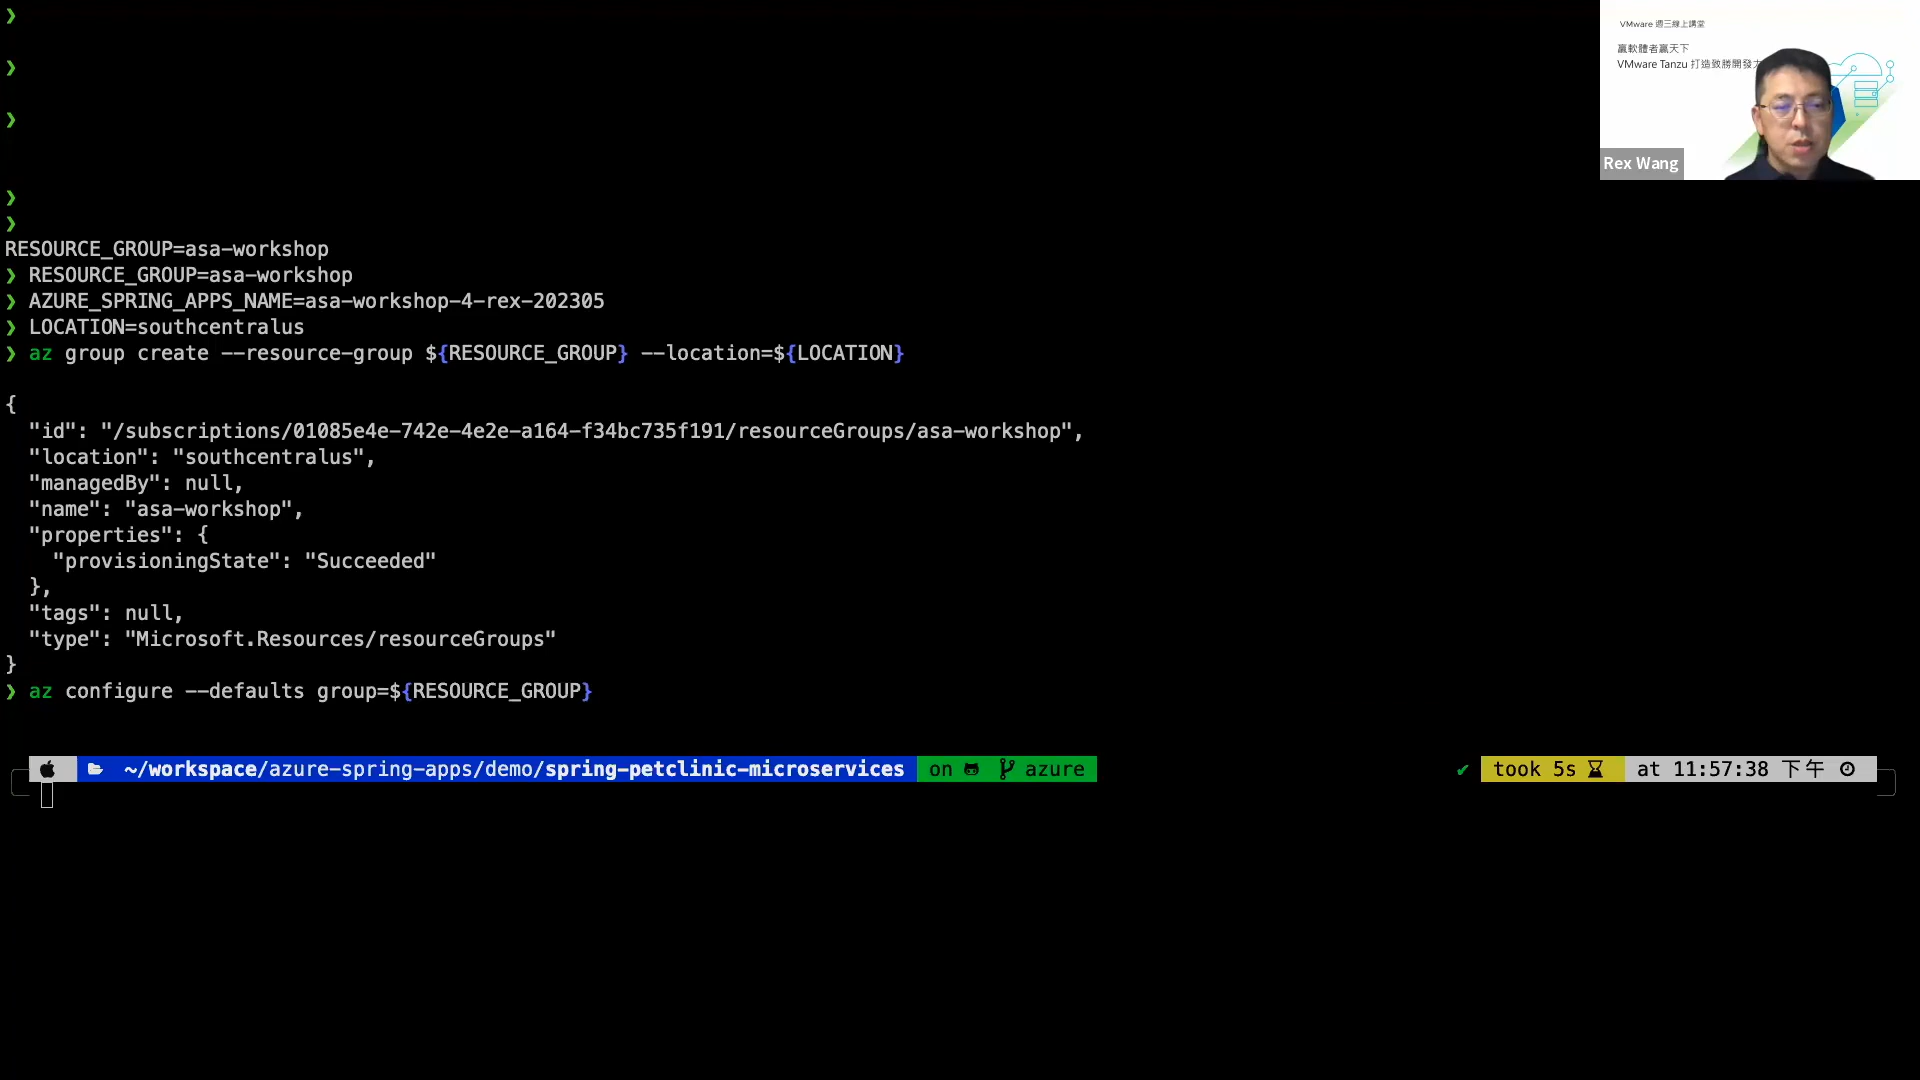 ❯
VMware 週三線上講堂
贏軟體者贏天下
VMware Tanzu 打造致勝開發
❯
❯
Rex Wang
❯
❯
RESOURCE_GROUP=asa-workshop
❯ RESOURCE_GROUP=asa-workshop
❯ AZURE_SPRING_APPS_NAME=asa-workshop-4-rex-202305
❯ LOCATION=southcentralus
❯ az group create --resource-group ${RESOURCE_GROUP} --location=${LOCATION}
{
"id": "/subscriptions/01085e4e-742e-4e2e-a164-f34bc735f191/resourceGroups/asa-workshop",
"location": "southcentralus",
"managedBy": null,
"name": "asa-workshop",
"properties": {
"provisioningState": "Succeeded"
},
"tags": null,
"type": "Microsoft.Resources/resourceGroups"
}
❯ az configure --defaults group=${RESOURCE_GROUP}
~/workspace/azure-spring-apps/demo/spring-petclinic-microservices on azure ✔ took 5s at 11:57:38 下午